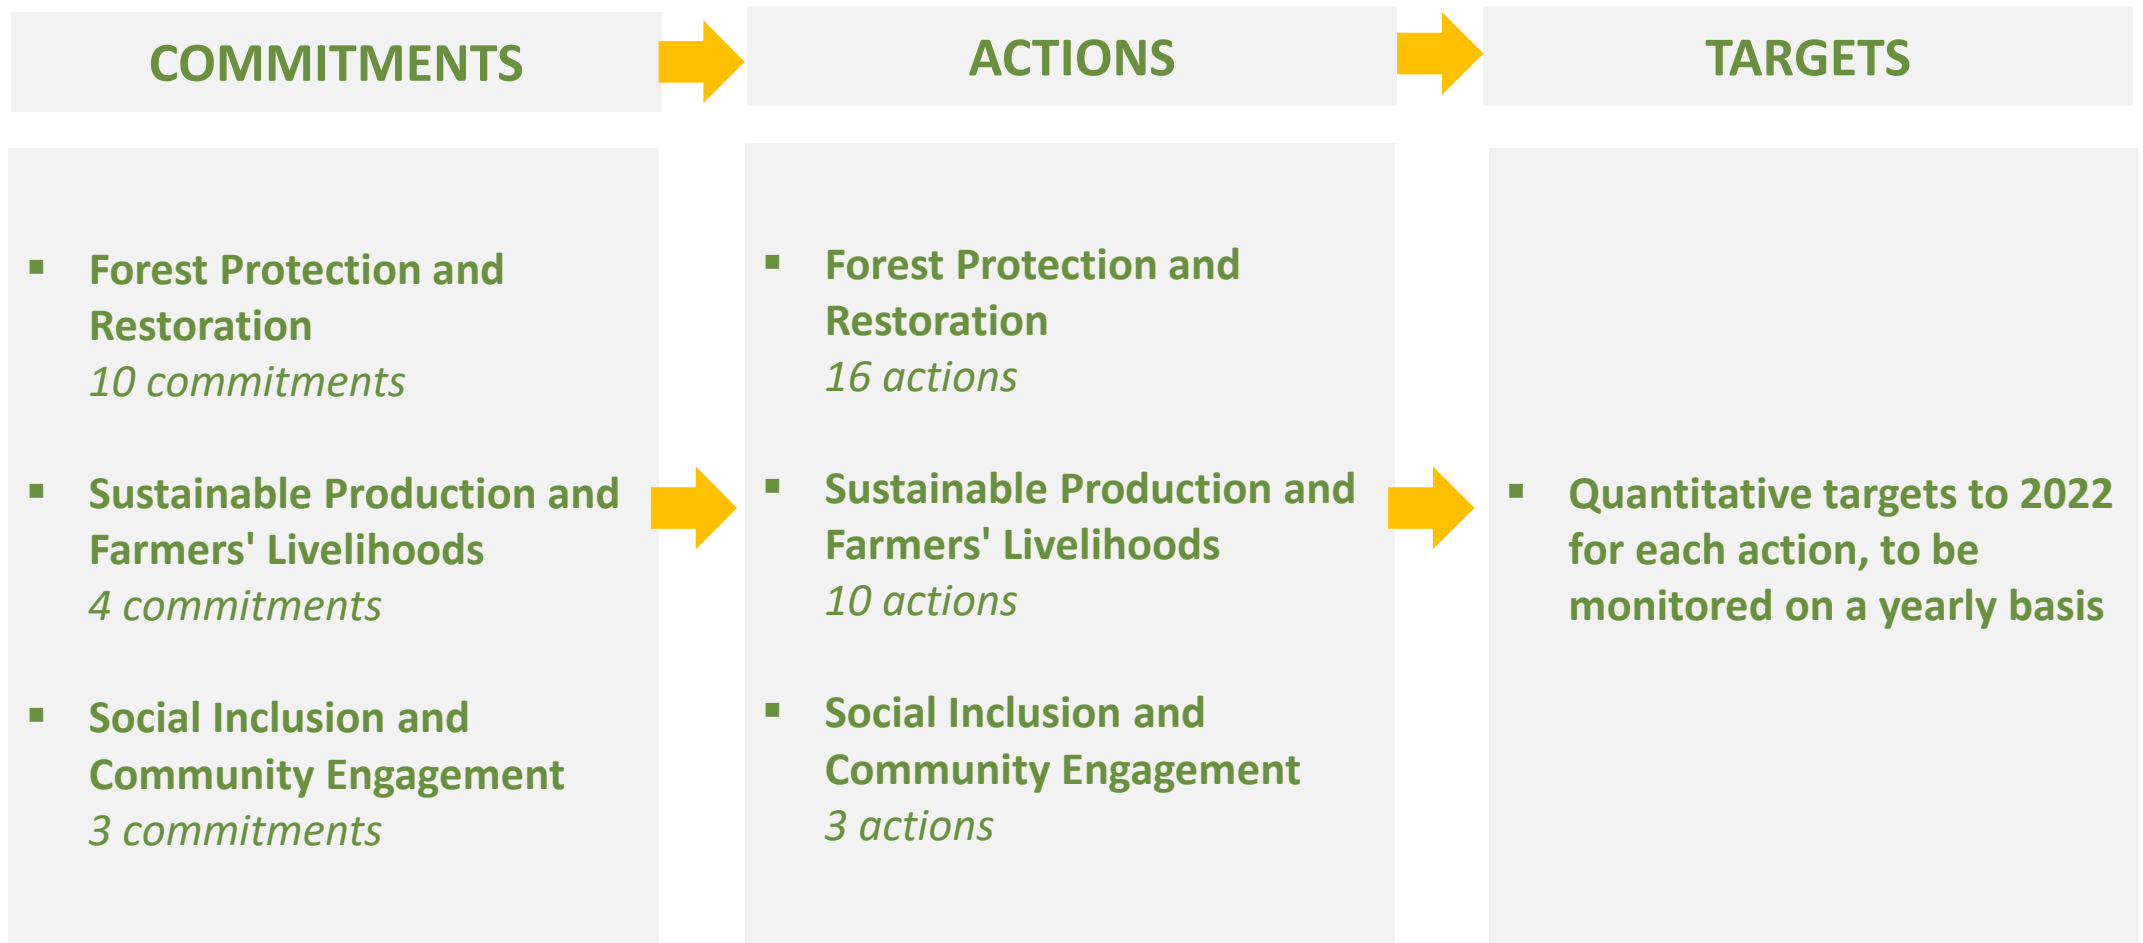 COMMITMENTS
ACTIONS
TARGETS
▪ Forest Protection and
Restoration
10 commitments
▪ Sustainable Production and
Farmers' Livelihoods
4 commitments
▪ Social Inclusion and
Community Engagement
3 commitments
▪ Forest Protection and
Restoration
16 actions
▪ Sustainable Production and
Farmers' Livelihoods
10 actions
▪ Social Inclusion and
Community Engagement
3 actions
▪ Quantitative targets to 2022
for each action, to be
monitored on a yearly basis